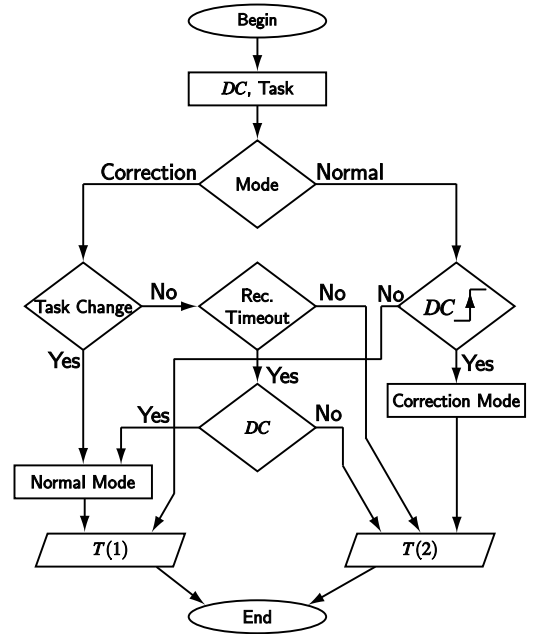 Begin
DC, Task
Mode
Correction
Normal
Task Change
No
Rec.
Timeout
No
No
DC
Yes
Yes
Yes
Correction Mode
Yes
DC
No
Normal Mode
T(1)
T(2)
End